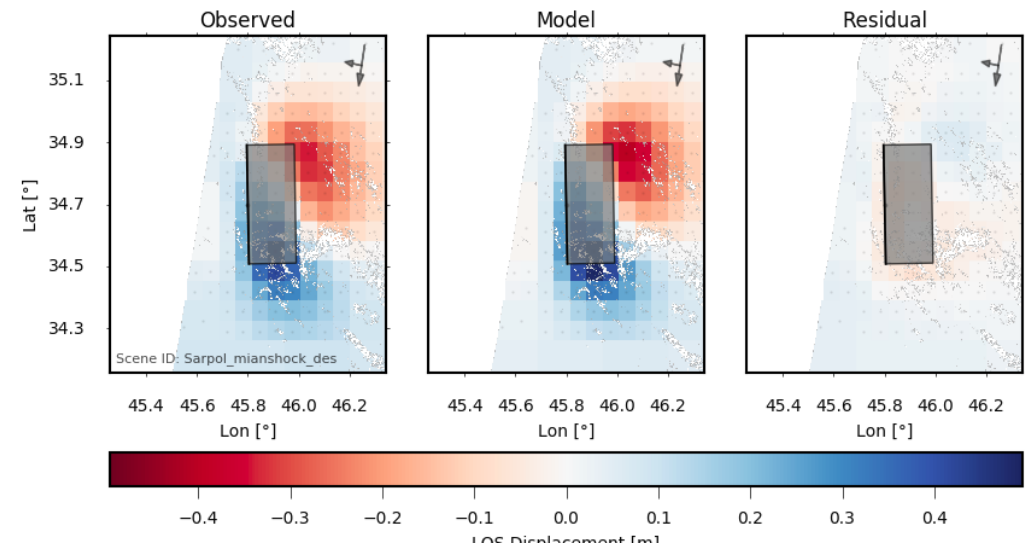 Observed Model Residual
35.1
34.9
34.7
34.5
34.3
Lat [°]
Scene ID: Sarpol_mianshock_des
45.4 45.6 45.8 46.0 46.2 45.4 45.6 45.8 46.0 46.2 45.4 45.6 45.8 46.0 46.2
Lon [°] Lon [°] Lon [°]
−0.4 −0.3 −0.2 −0.1 0.0 0.1 0.2 0.3 0.4
LOS Displacement [m]